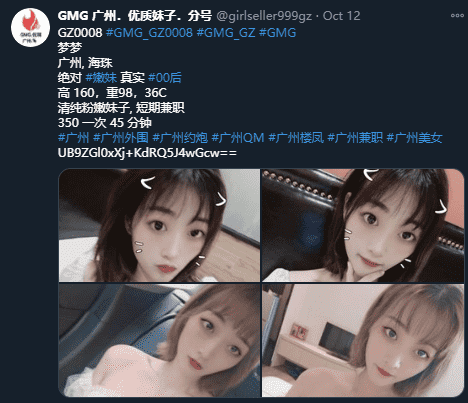 GMG 广州．优质妹子．分号 @girlseller999gz · Oct 12
GZ0008 #GMG_GZ0008 #GMG_GZ #GMG
梦梦
广州, 海珠
绝对 #嫩妹 真实 #00后
高 160，重98，36C
清纯粉嫩妹子, 短期兼职
350 一次 45 分钟
#广州 #广州外围 #广州约炮 #广州QM #广州楼凤 #广州兼职 #广州美女
UB9ZGl0xXj+KdRQ5J4wGcw==